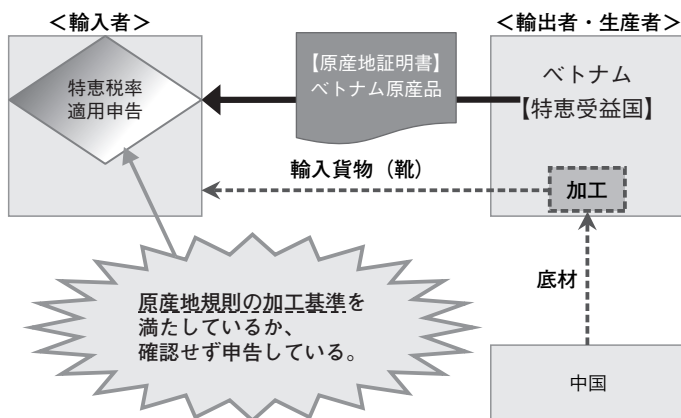 ＜輸入者＞
＜輸出者・生産者＞
特恵税率
適用申告
【原産地証明書】
ベトナム原産品
ベトナム
【特恵受益国】
輸入貨物（靴）
加工
底材
原産地規則の加工基準を
満たしているか、
確認せず申告している。
中国